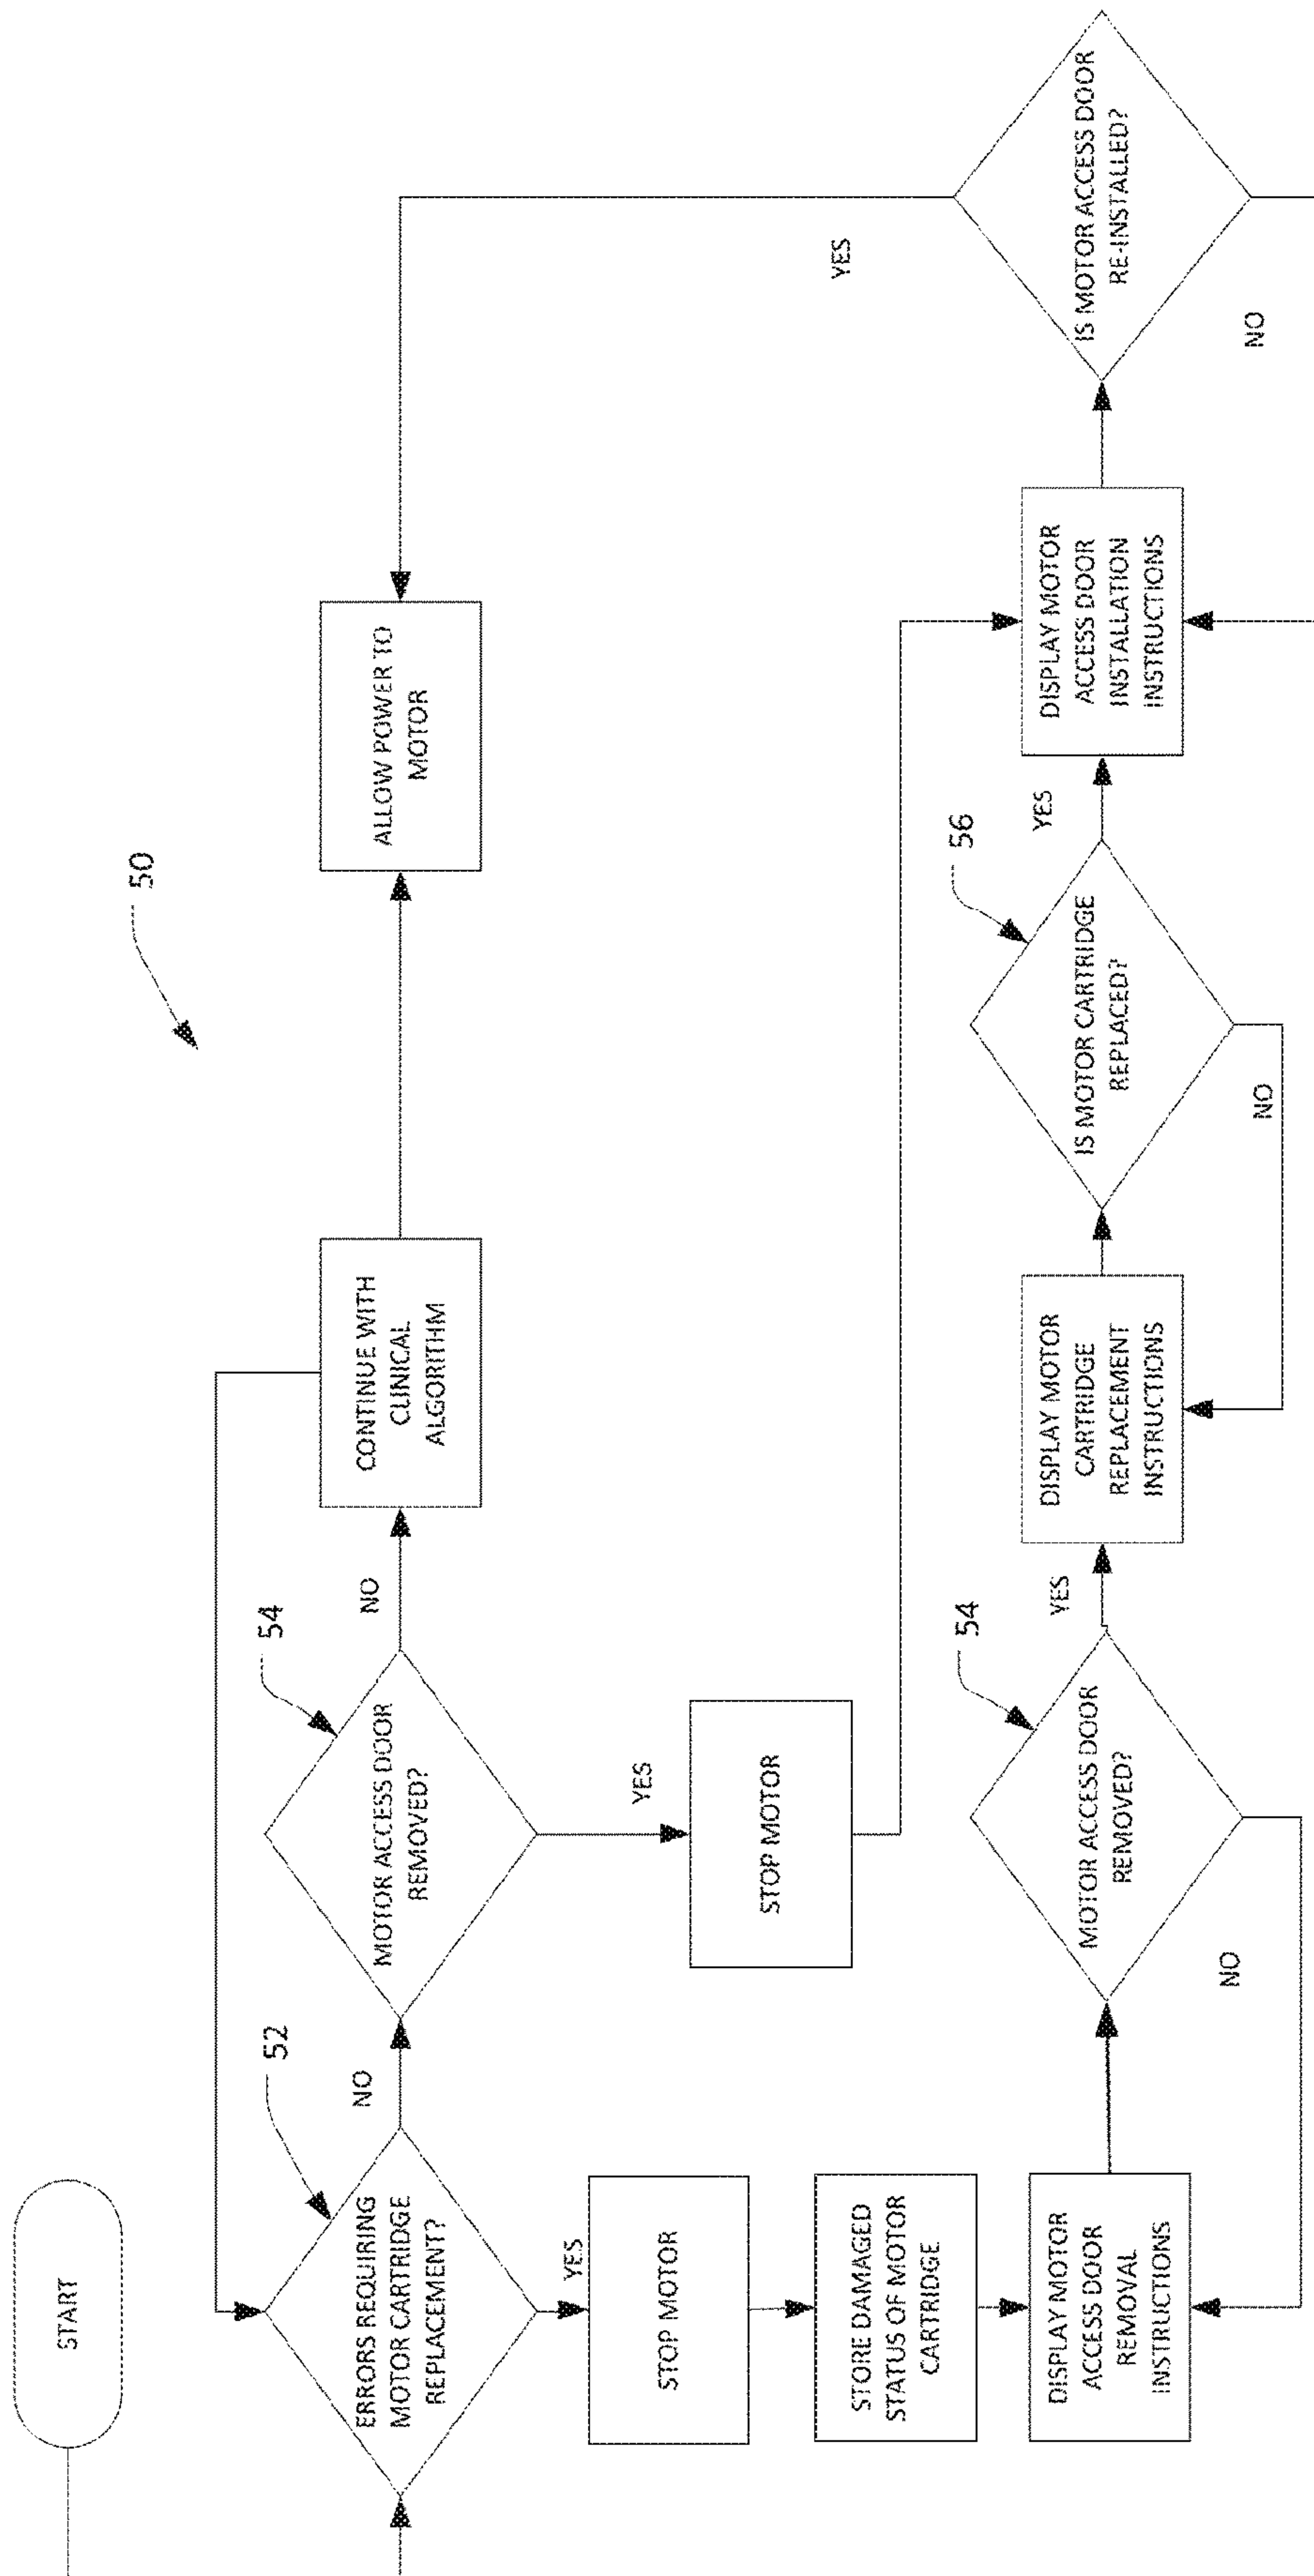 START
50
52
ERRORS REQUIRING
MOTOR CARTRIDGE
REPLACEMENT?
NO
YES
54
MOTOR ACCESS DOOR
REMOVED?
NO
YES
CONTINUE WITH
CLINICAL
ALGORITHM
ALLOW POWER TO
MOTOR
STOP MOTOR
STOP MOTOR
STORE DAMAGED
STATUS OF MOTOR
CARTRIDGE
DISPLAY MOTOR
ACCESS DOOR
REMOVAL
INSTRUCTIONS
54
MOTOR ACCESS DOOR
REMOVED?
YES
NO
DISPLAY MOTOR
CARTRIDGE
REPLACEMENT
INSTRUCTIONS
56
IS MOTOR CARTRIDGE
REPLACED?
YES
NO
DISPLAY MOTOR
ACCESS DOOR
INSTALLATION
INSTRUCTIONS
IS MOTOR ACCESS DOOR
RE-INSTALLED?
YES
NO